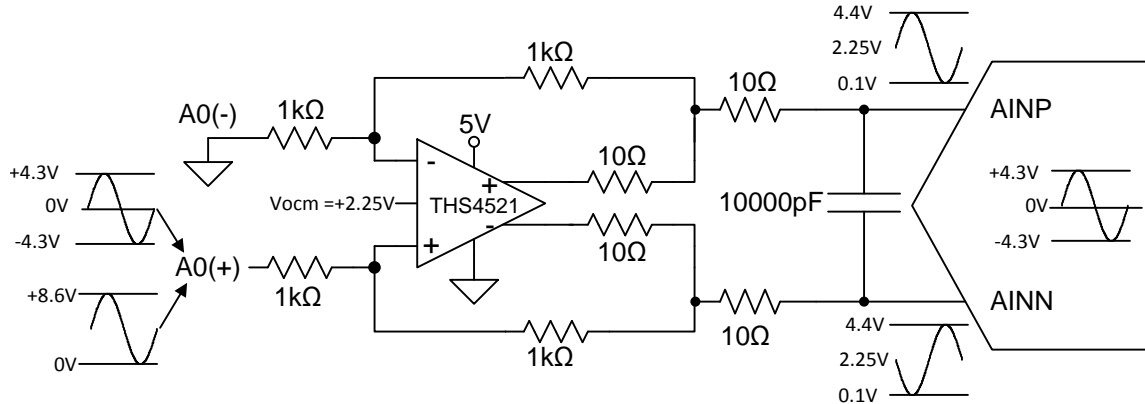 1kΩ
10Ω
4.4V
2.25V
0.1V
A0(-)
1kΩ
5V
AINP
+4.3V
0V
-4.3V
-
+
10Ω
Vocm =+2.25V
THS4521
10000pF
+4.3V
0V
-4.3V
-
+
10Ω
A0(+)
1kΩ
+8.6V
0V
AINN
10Ω
1kΩ
4.4V
2.25V
0.1V